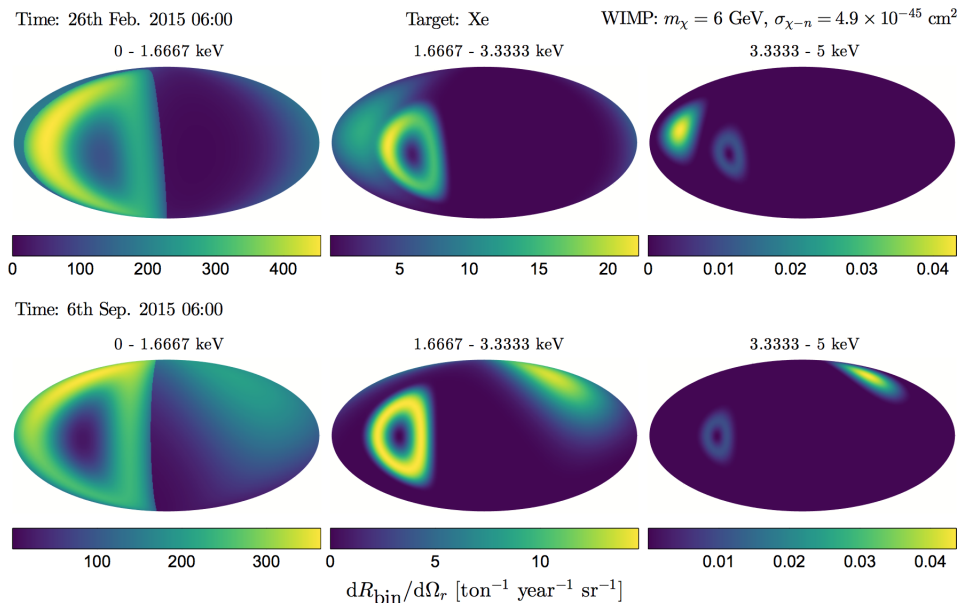 Time: 26th Feb. 2015 06:00 Target: Xe WIMP: mχ = 6 GeV, σχ−n = 4.9 × 10−45 cm2
0 - 1.6667 keV 1.6667 - 3.3333 keV 3.3333 - 5 keV
0 100 200 300 400 5 10 15 20 0 0.01 0.02 0.03 0.04
Time: 6th Sep. 2015 06:00
0 - 1.6667 keV 1.6667 - 3.3333 keV 3.3333 - 5 keV
100 200 300 0 5 10 0.01 0.02 0.03 0.04
dRbin/dΩr [ton−1 year−1 sr−1]